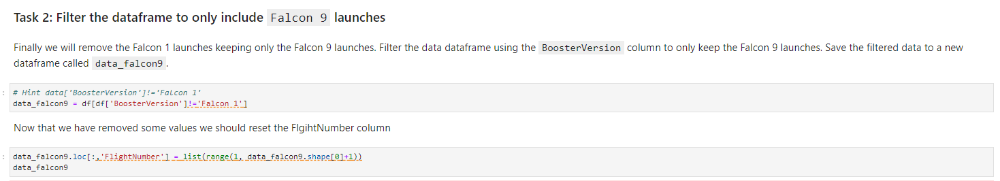 Task 2: Filter the dataframe to only include Falcon 9 launches
Finally we will remove the Falcon 1 launches keeping only the Falcon 9 launches. Filter the data dataframe using the BoosterVersion column to only keep the Falcon 9 launches. Save the filtered data to a new
dataframe called data_falcon9.
# Hint data['BoosterVersion']!='Falcon 1'
data_falcon9 = df[df['BoosterVersion']!='Falcon 1']
Now that we have removed some values we should reset the FlgihtNumber column
data_falcon9.loc[:,'FlightNumber'] = list(range(1, data_falcon9.shape[0]+1))
data_falcon9